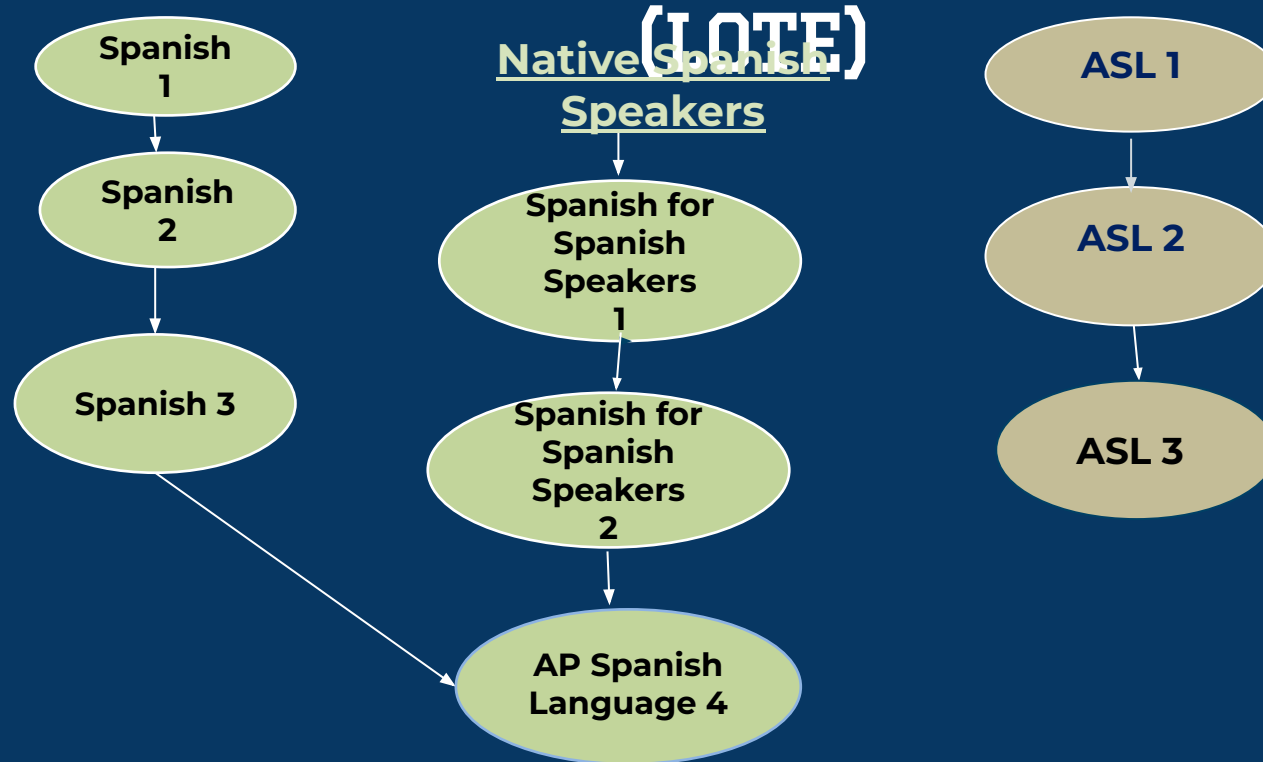 (LOTE)
Spanish
1
Spanish
2
Spanish 3
Native Spanish
Speakers
Spanish for
Spanish
Speakers
1
Spanish for
Spanish
Speakers
2
AP Spanish
Language 4
ASL 1
ASL 2
ASL 3